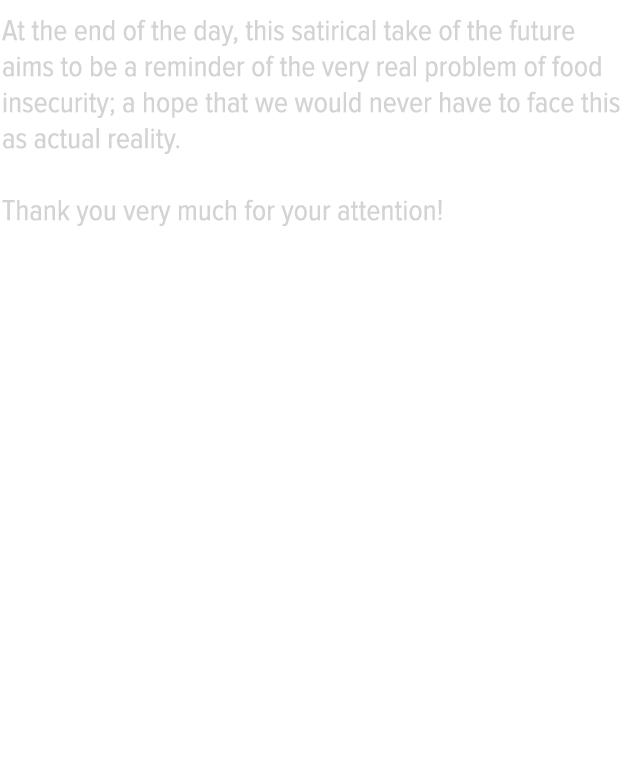 At the end of the day, this satirical take of the future
aims to be a reminder of the very real problem of food
insecurity; a hope that we would never have to face this
as actual reality.
Thank you very much for your attention!